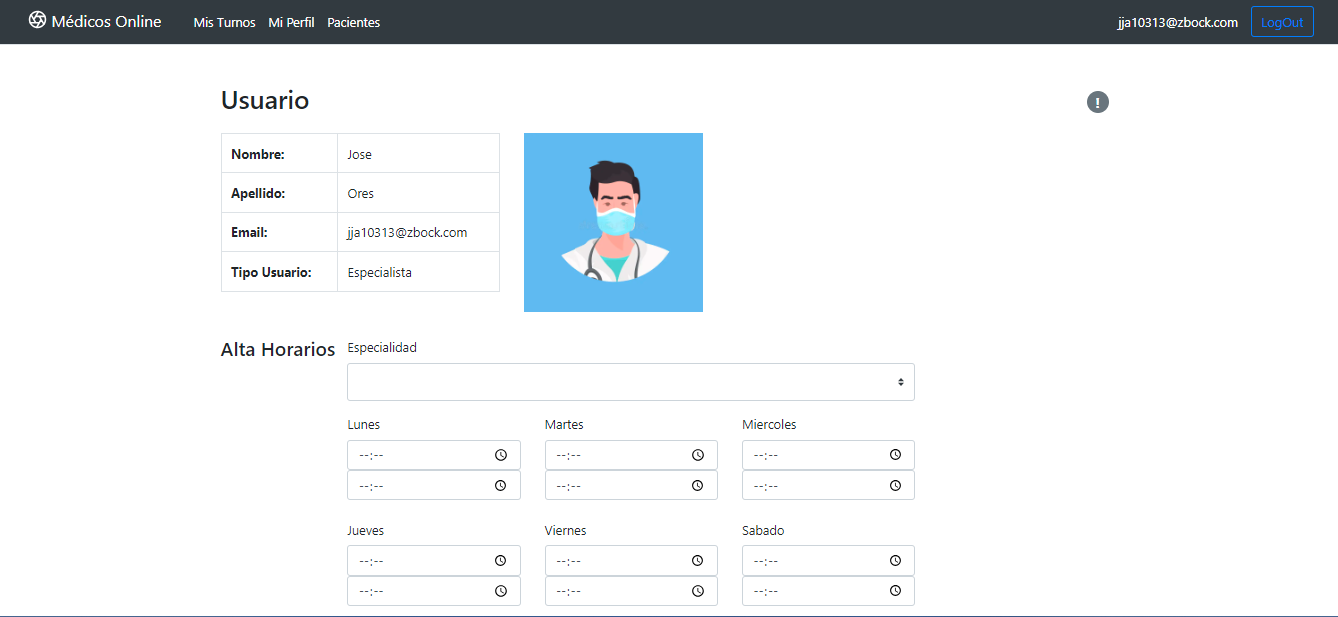 Médicos Online Mis Turnos Mi Perfil Pacientes jja10313@zbock.com LogOut
Usuario
!
Nombre: Jose
Apellido: Ores
Email: jja10313@zbock.com
Tipo Usuario: Especialista
Alta Horarios Especialidad
Lunes Martes Miercoles
--:-- --:-- --:--
--:-- --:-- --:--
Jueves Viernes Sabado
--:-- --:-- --:--
--:-- --:-- --:--